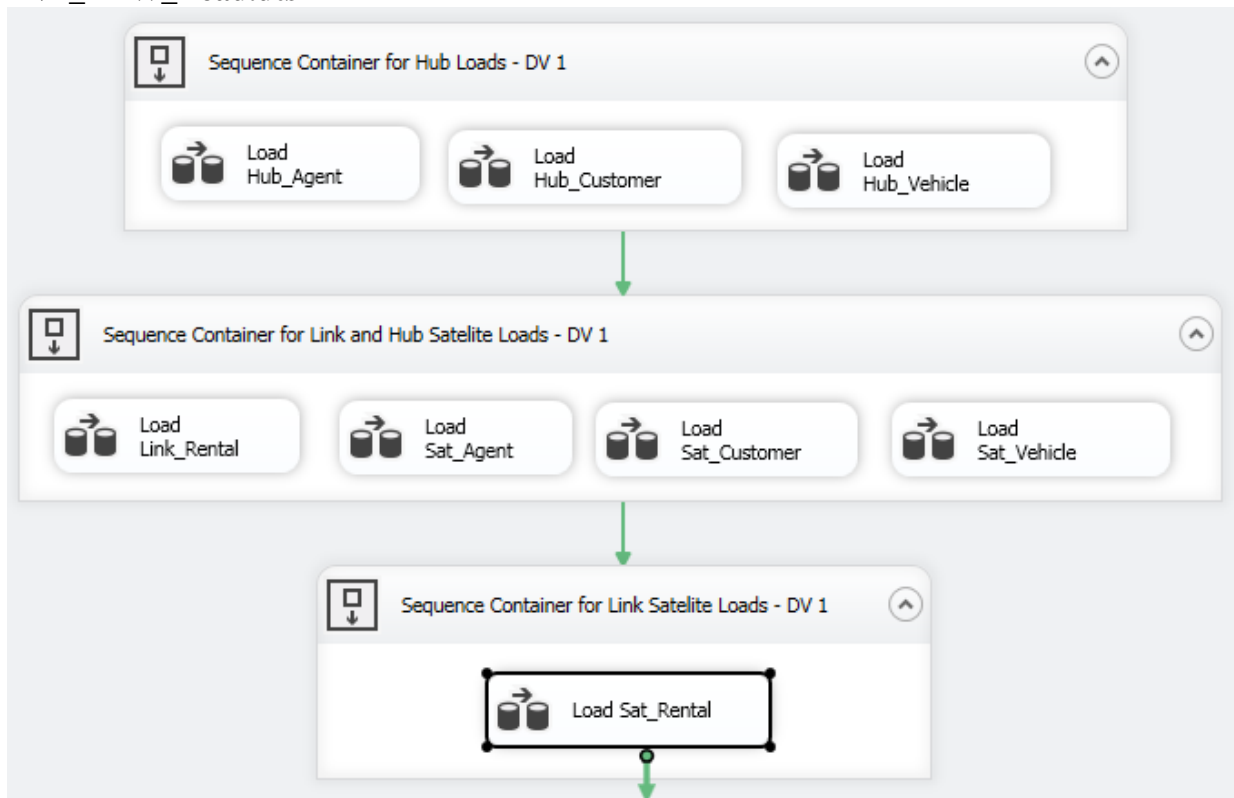 Sequence Container for Hub Loads - DV 1
Load
Hub_Agent
Load
Hub_Customer
Load
Hub_Vehicle
Sequence Container for Link and Hub Satelite Loads - DV 1
Load
Link_Rental
Load
Sat_Agent
Load
Sat_Customer
Load
Sat_Vehicle
Sequence Container for Link Satelite Loads - DV 1
Load Sat_Rental